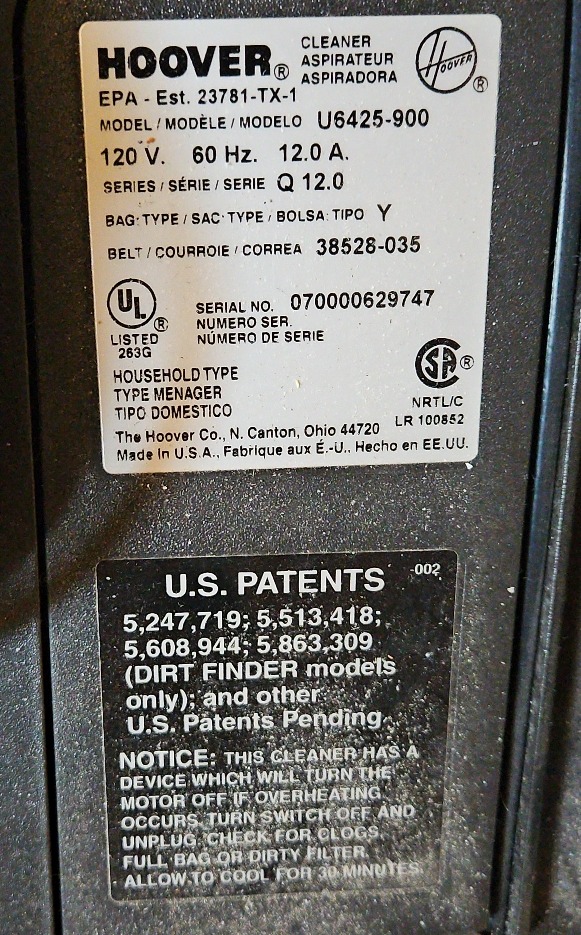 HOOVER® CLEANER
ASPIRATEUR
ASPIRADORA
HOOVER ®
EPA - Est. 23781-TX-1
MODEL / MODÈLE / MODELO U6425-900
120 V. 60 Hz. 12.0 A.
SERIES / SÉRIE / SERIE Q 12.0
BAG: TYPE / SAC: TYPE / BOLSA: TIPO Y
BELT / COURROIE / CORREA 38528-035
UL ®
LISTED
263G
SERIAL NO. 070000629747
NUMERO SER.
NÚMERO DE SERIE
HOUSEHOLD TYPE
TYPE MENAGER
TIPO DOMESTICO
SA ®
NRTL/C
LR 100852
The Hoover Co., N. Canton, Ohio 44720
Made in U.S.A., Fabrique aux É.-U., Hecho en EE.UU.
U.S. PATENTS -002
5,247,719; 5,513,418;
5,608,944; 5,863,309
(DIRT FINDER models
only); and other
U.S. Patents Pending
NOTICE: THIS CLEANER HAS A
DEVICE WHICH WILL TURN THE
MOTOR OFF IF OVERHEATING
OCCURS. TURN SWITCH OFF AND
UNPLUG. CHECK FOR CLOGS,
FULL BAG OR DIRTY FILTER.
ALLOW TO COOL FOR 30 MINUTES.